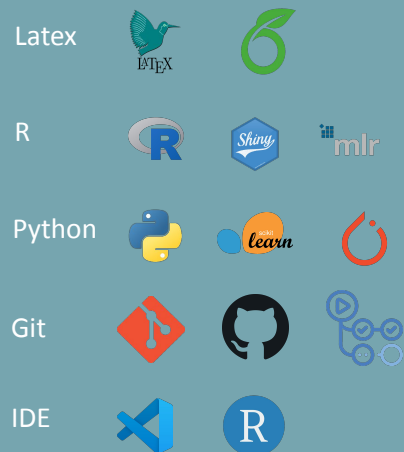 Latex LATEX
R R Shiny mlr
Python scikit learn
Git
IDE R